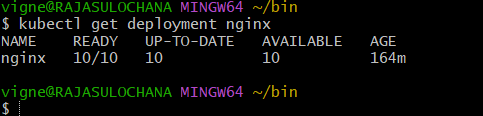 vigne@RAJASULOCHANA MINGW64 ~/bin
$ kubectl get deployment nginx
NAME    READY   UP-TO-DATE   AVAILABLE   AGE
nginx   10/10   10           10          164m
vigne@RAJASULOCHANA MINGW64 ~/bin
$